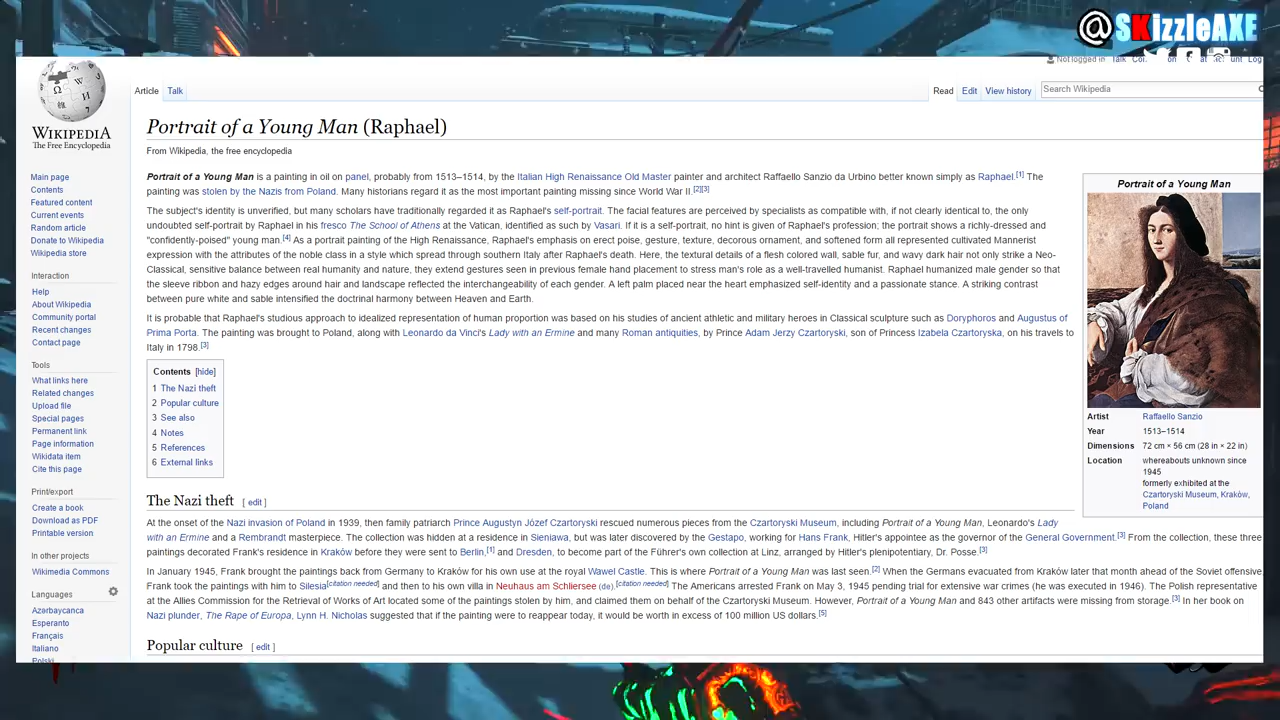 @SKizzleAXE
Not logged in Talk
Article Talk Read Edit View history Search Wikipedia
WIKIPEDIA
The Free Encyclopedia
Main page
Contents
Featured content
Current events
Random article
Donate to Wikipedia
Wikipedia store
Interaction
Help
About Wikipedia
Community portal
Recent changes
Contact page
Tools
What links here
Related changes
Upload file
Special pages
Permanent link
Page information
Wikidata item
Cite this page
Print/export
Create a book
Download as PDF
Printable version
In other projects
Wikimedia Commons
Languages
Azərbaycanca
Esperanto
Français
Italiano
Polski
Portrait of a Young Man (Raphael)
From Wikipedia, the free encyclopedia
Portrait of a Young Man is a painting in oil on panel, probably from 1513–1514, by the Italian High Renaissance Old Master painter and architect Raffaello Sanzio da Urbino better known simply as Raphael.[1] The
painting was stolen by the Nazis from Poland. Many historians regard it as the most important painting missing since World War II.[2][3]
The subject's identity is unverified, but many scholars have traditionally regarded it as Raphael's self-portrait. The facial features are perceived by specialists as compatible with, if not clearly identical to, the only
undoubted self-portrait by Raphael in his fresco The School of Athens at the Vatican, identified as such by Vasari. If it is a self-portrait, no hint is given of Raphael's profession; the portrait shows a richly-dressed and
"confidently-poised" young man.[4] As a portrait painting of the High Renaissance, Raphael's emphasis on erect poise, gesture, texture, decorous ornament, and softened form all represented cultivated Mannerist
expression with the attributes of the noble class in a style which spread through southern Italy after Raphael's death. Here, the textural details of a flesh colored wall, sable fur, and wavy dark hair not only strike a Neo-
Classical, sensitive balance between real humanity and nature, they extend gestures seen in previous female hand placement to stress man's role as a well-travelled humanist. Raphael humanized male gender so that
the sleeve ribbon and hazy edges around hair and landscape reflected the interchangeability of each gender. A left palm placed near the heart emphasized self-identity and a passionate stance. A striking contrast
between pure white and sable intensified the doctrinal harmony between Heaven and Earth.
It is probable that Raphael's studious approach to idealized representation of human proportion was based on his studies of ancient athletic and military heroes in Classical sculpture such as Doryphoros and Augustus of
Prima Porta. The painting was brought to Poland, along with Leonardo da Vinci's Lady with an Ermine and many Roman antiquities, by Prince Adam Jerzy Czartoryski, son of Princess Izabela Czartoryska, on his travels to
Italy in 1798.[3]
Contents [hide]
1 The Nazi theft
2 Popular culture
3 See also
4 Notes
5 References
6 External links
Portrait of a Young Man
Artist Raffaello Sanzio
Year 1513–1514
Dimensions 72 cm × 56 cm (28 in × 22 in)
Location whereabouts unknown since
1945
formerly exhibited at the
Czartoryski Museum, Kraków,
Poland
The Nazi theft [ edit ]
At the onset of the Nazi invasion of Poland in 1939, then family patriarch Prince Augustyn Józef Czartoryski rescued numerous pieces from the Czartoryski Museum, including Portrait of a Young Man, Leonardo's Lady
with an Ermine and a Rembrandt masterpiece. The collection was hidden at a residence in Sieniawa, but was later discovered by the Gestapo, working for Hans Frank, Hitler's appointee as the governor of the General Government.[3] From the collection, these three
paintings decorated Frank's residence in Kraków before they were sent to Berlin,[1] and Dresden, to become part of the Führer's own collection at Linz, arranged by Hitler's plenipotentiary, Dr. Posse.[3]
In January 1945, Frank brought the paintings back from Germany to Kraków for his own use at the royal Wawel Castle. This is where Portrait of a Young Man was last seen.[2] When the Germans evacuated from Kraków later that month ahead of the Soviet offensive
Frank took the paintings with him to Silesia[citation needed] and then to his own villa in Neuhaus am Schliersee (de).[citation needed] The Americans arrested Frank on May 3, 1945 pending trial for extensive war crimes (he was executed in 1946). The Polish representative
at the Allies Commission for the Retrieval of Works of Art located some of the paintings stolen by him, and claimed them on behalf of the Czartoryski Museum. However, Portrait of a Young Man and 843 other artifacts were missing from storage.[3] In her book on
Nazi plunder, The Rape of Europa, Lynn H. Nicholas suggested that if the painting were to reappear today, it would be worth in excess of 100 million US dollars.[5]
Popular culture [ edit ]